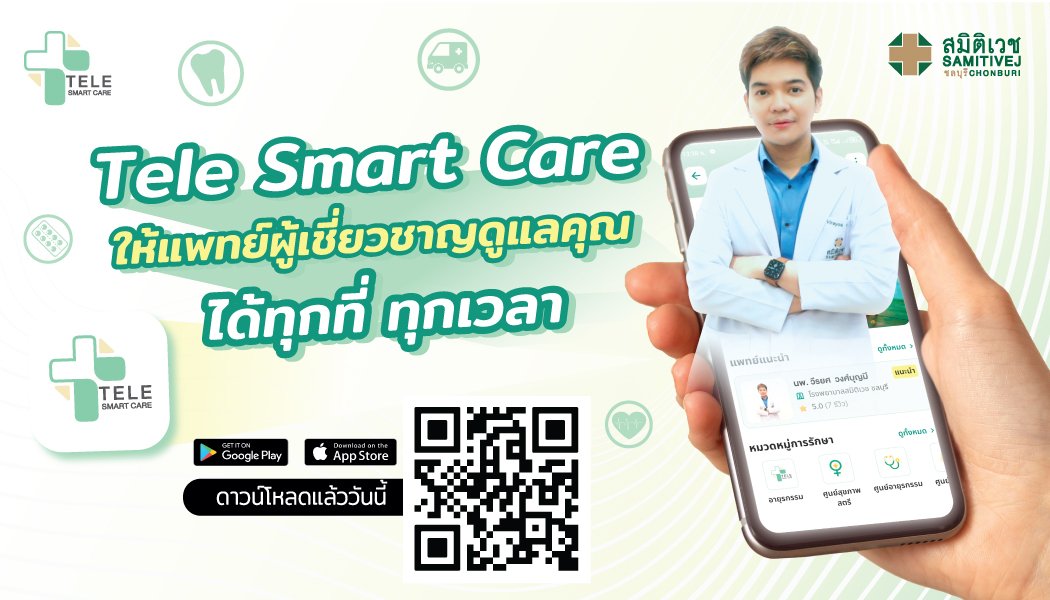 TELE
SMART CARE
สมิติเวช
SAMITIVEJ
ชลบุรี CHONBURI
Tele Smart Care
ให้แพทย์ผู้เชี่ยวชาญดูแลคุณ
ได้ทุกที่ ทุกเวลา
TELE
SMART CARE
GET IT ON
Google Play
Download on the
App Store
ดาวน์โหลดแล้ววันนี้
แพทย์แนะนำ
ดูทั้งหมด >
นพ. จิรยศ วงศ์บุญมี
แนะนำ
โรงพยาบาลสมิติเวช ชลบุรี
5.0 (7 รีวิว)
หมวดหมู่การรักษา
ดูทั้งหมด >
อายุรกรรม
ศูนย์สุขภาพ
สตรี
ศูนย์อายุรกรรม